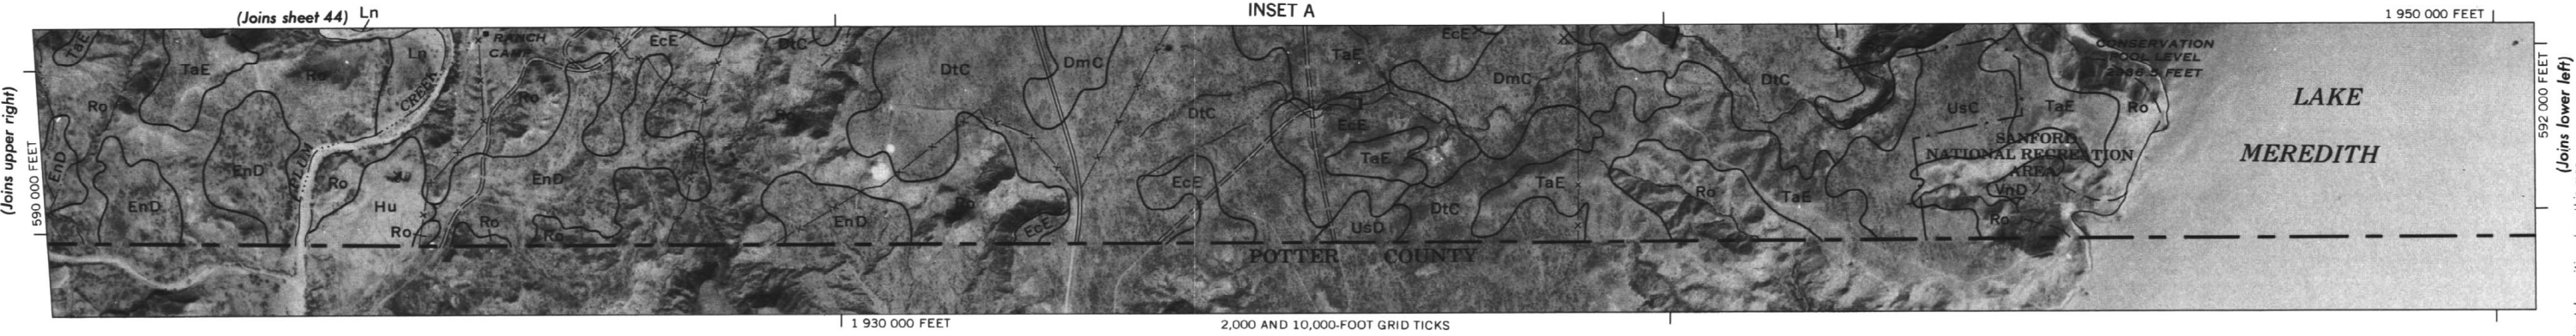 (Joins sheet 44) Ln
INSET A
1 950 000 FEET
TaE
TaE
Ro
Ln
RANCH
CAMP
EcE
DtC
DtC
DmC
TaE
EcE
DmC
DtC
CONSERVATION
POOL LEVEL
FEET
(Joins upper right)
590 000 FEET
Ro
CREEK
Ro
DtC
EcE
UsC
TaE
Ro
LAKE
MEREDITH
592 000 FEET
(Joins lower left)
EnD
EnD
Ro
EnD
TaE
SANFORD
NATIONAL RECREATION
AREA
EnD
Hu
Ro
Ro
Ro
EnD
Ro
EcE
EcE
UsD
DtC
TaE
Ro
TaE
VnD
Ro
POTTER COUNTY
1 930 000 FEET
2,000 AND 10,000-FOOT GRID TICKS